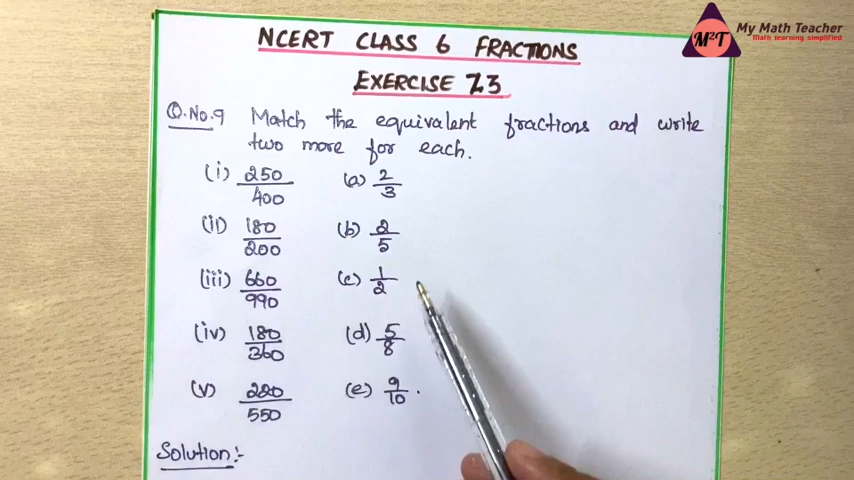 M²T My Math Teacher
Math learning simplified
NCERT CLASS 6 FRACTIONS
EXERCISE 7.3
Q.No.9 Match the equivalent fractions and write
two more for each.
(i) 250/400 (a) 2/3
(ii) 180/200 (b) 2/5
(iii) 660/990 (c) 1/2
(iv) 180/360 (d) 5/8
(v) 220/550 (e) 9/10.
Solution:-